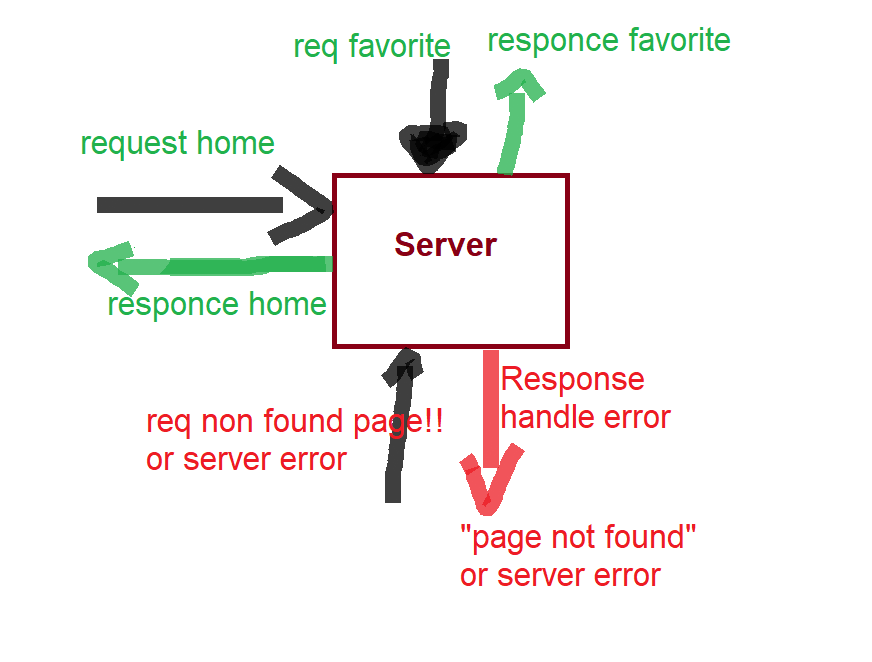 req favorite
responce favorite
request home
Server
responce home
Response
handle error
req non found page!!
or server error
"page not found"
or server error